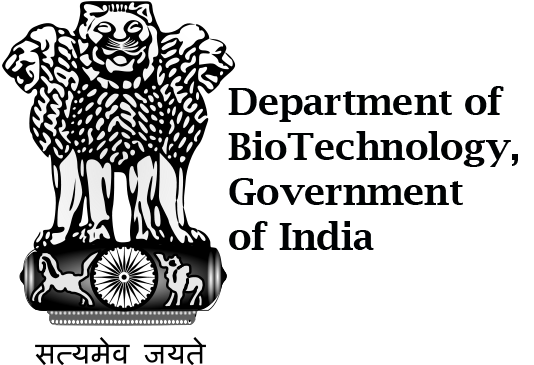 Department of
BioTechnology,
Government
of India
सत्यमेव जयते